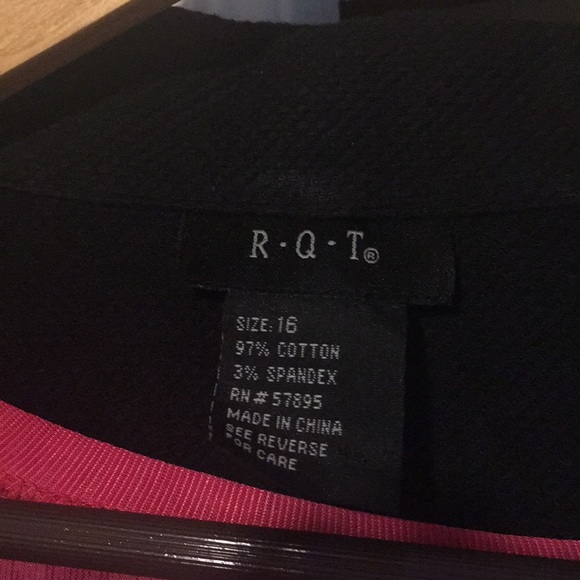 R·Q·T®
SIZE: 16
97% COTTON
3% SPANDEX
RN# 57895
MADE IN CHINA
SEE REVERSE
FOR CARE